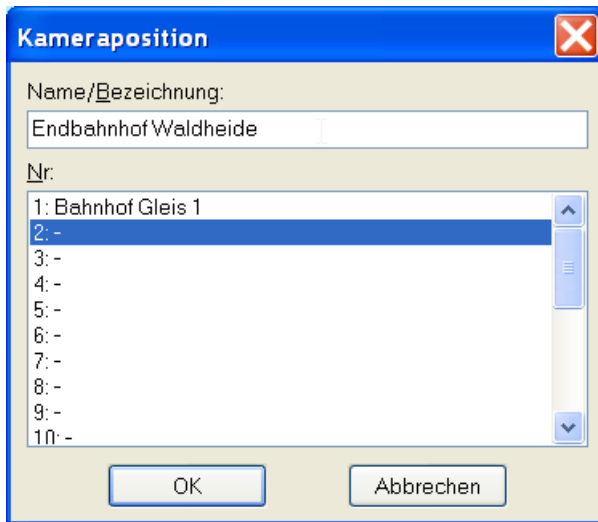 Kameraposition
Name/Bezeichnung:
Endbahnhof Waldheide
Nr:
1: Bahnhof Gleis 1
2: -
3: -
4: -
5: -
6: -
7: -
8: -
9: -
10: -
OK Abbrechen